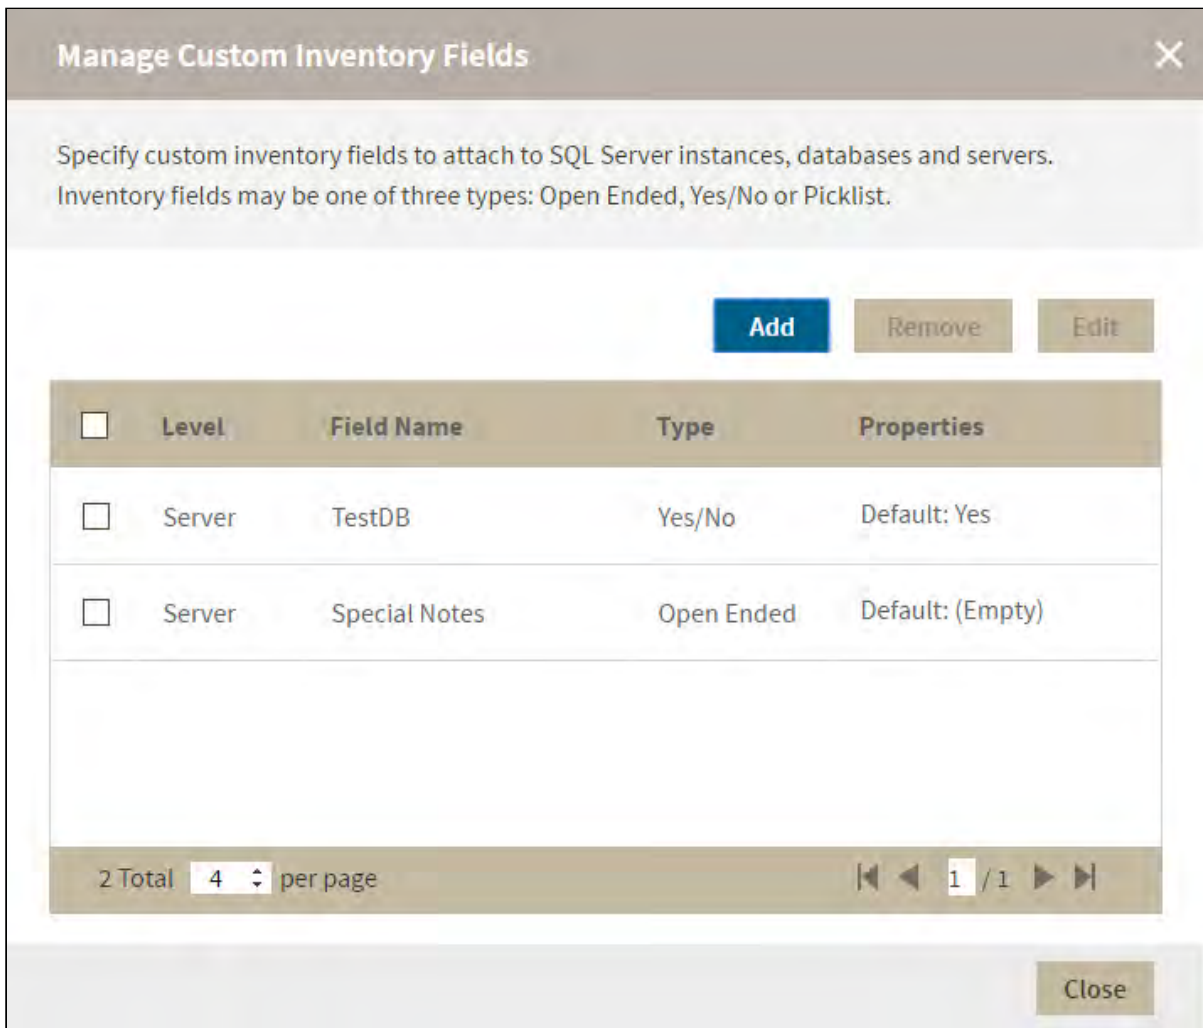 Manage Custom Inventory Fields
Specify custom inventory fields to attach to SQL Server instances, databases and servers.
Inventory fields may be one of three types: Open Ended, Yes/No or Picklist.
Add Remove Edit
Level Field Name Type Properties
Server TestDB Yes/No Default: Yes
Server Special Notes Open Ended Default: (Empty)
2 Total 4 per page 1 / 1
Close